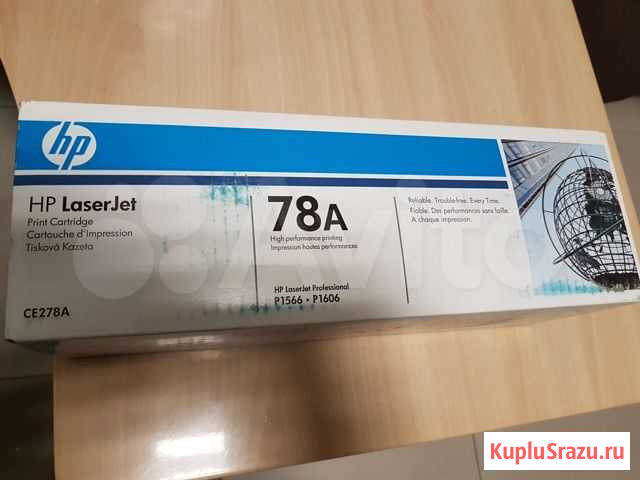 hp
HP LaserJet
Print Cartridge
Cartouche d'Impression
Tisková Kazeta
CE278A
78A
High performance printing
Impression hautes performances
HP LaserJet Professional
P1566 • P1606
Reliable. Trouble-free. Every Time.
Fiable. Des performances sans faille.
A chaque impression.
Avito
KupluSrazu.ru